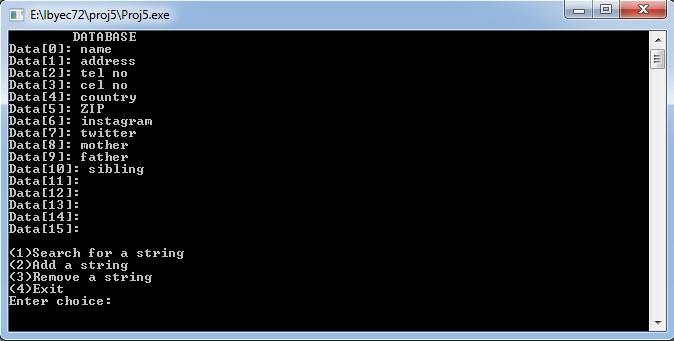 E:\lbyec72\proj5\Proj5.exe
DATABASE
Data[0]: name
Data[1]: address
Data[2]: tel no
Data[3]: cel no
Data[4]: country
Data[5]: ZIP
Data[6]: instagram
Data[7]: twitter
Data[8]: mother
Data[9]: father
Data[10]: sibling
Data[11]:
Data[12]:
Data[13]:
Data[14]:
Data[15]:
(1)Search for a string
(2)Add a string
(3)Remove a string
(4)Exit
Enter choice: